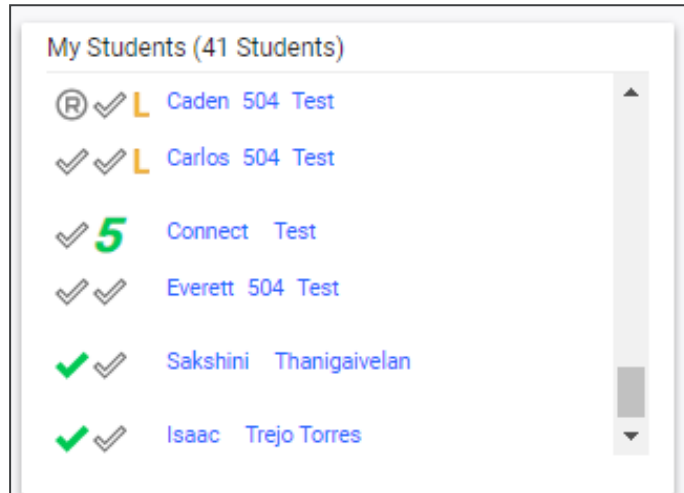 My Students (41 Students)
® L Caden 504 Test
L Carlos 504 Test
5 Connect Test
Everett 504 Test
Sakshini Thanigaivelan
Isaac Trejo Torres